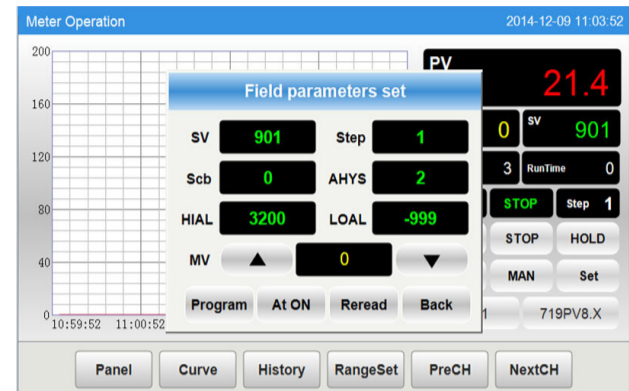 Meter Operation 2014-12-09 11:03:52
200
160
120
80
40
0
10:59:52 11:00:52
PV
21.4
0 SV 901
3 RunTime 0
STOP Step 1
STOP HOLD
MAN Set
1 719PV8.X
Field parameters set
SV 901 Step 1
Scb 0 AHYS 2
HIAL 3200 LOAL -999
MV ▲ 0 ▼
Program At ON Reread Back
Panel Curve History RangeSet PreCH NextCH